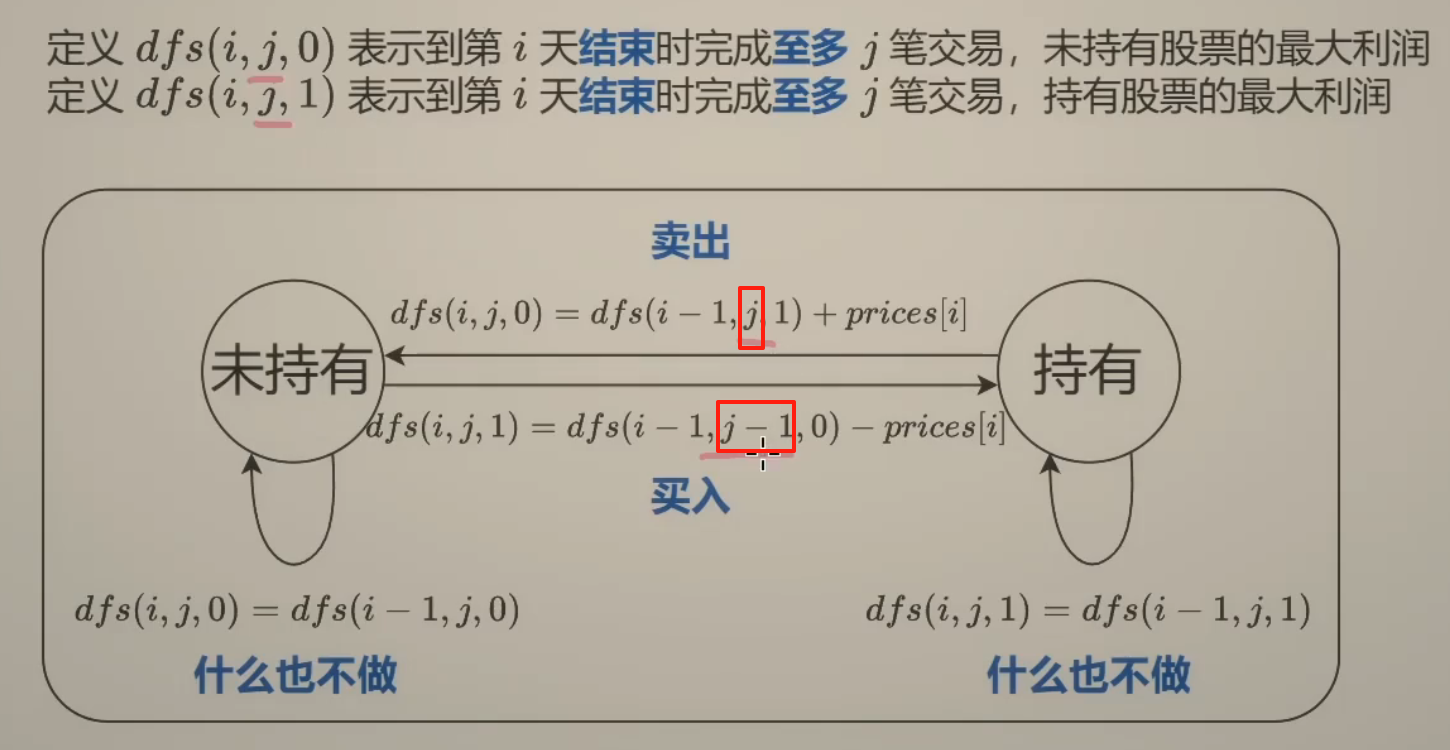 定义 dfs(i, j, 0) 表示到第 i 天结束时完成至多 j 笔交易，未持有股票的最大利润
定义 dfs(i, j, 1) 表示到第 i 天结束时完成至多 j 笔交易，持有股票的最大利润
卖出
dfs(i, j, 0) = dfs(i − 1, j, 1) + prices[i]
未持有
持有
dfs(i, j, 1) = dfs(i − 1, j − 1, 0) − prices[i]
买入
dfs(i, j, 0) = dfs(i − 1, j, 0)
dfs(i, j, 1) = dfs(i − 1, j, 1)
什么也不做
什么也不做